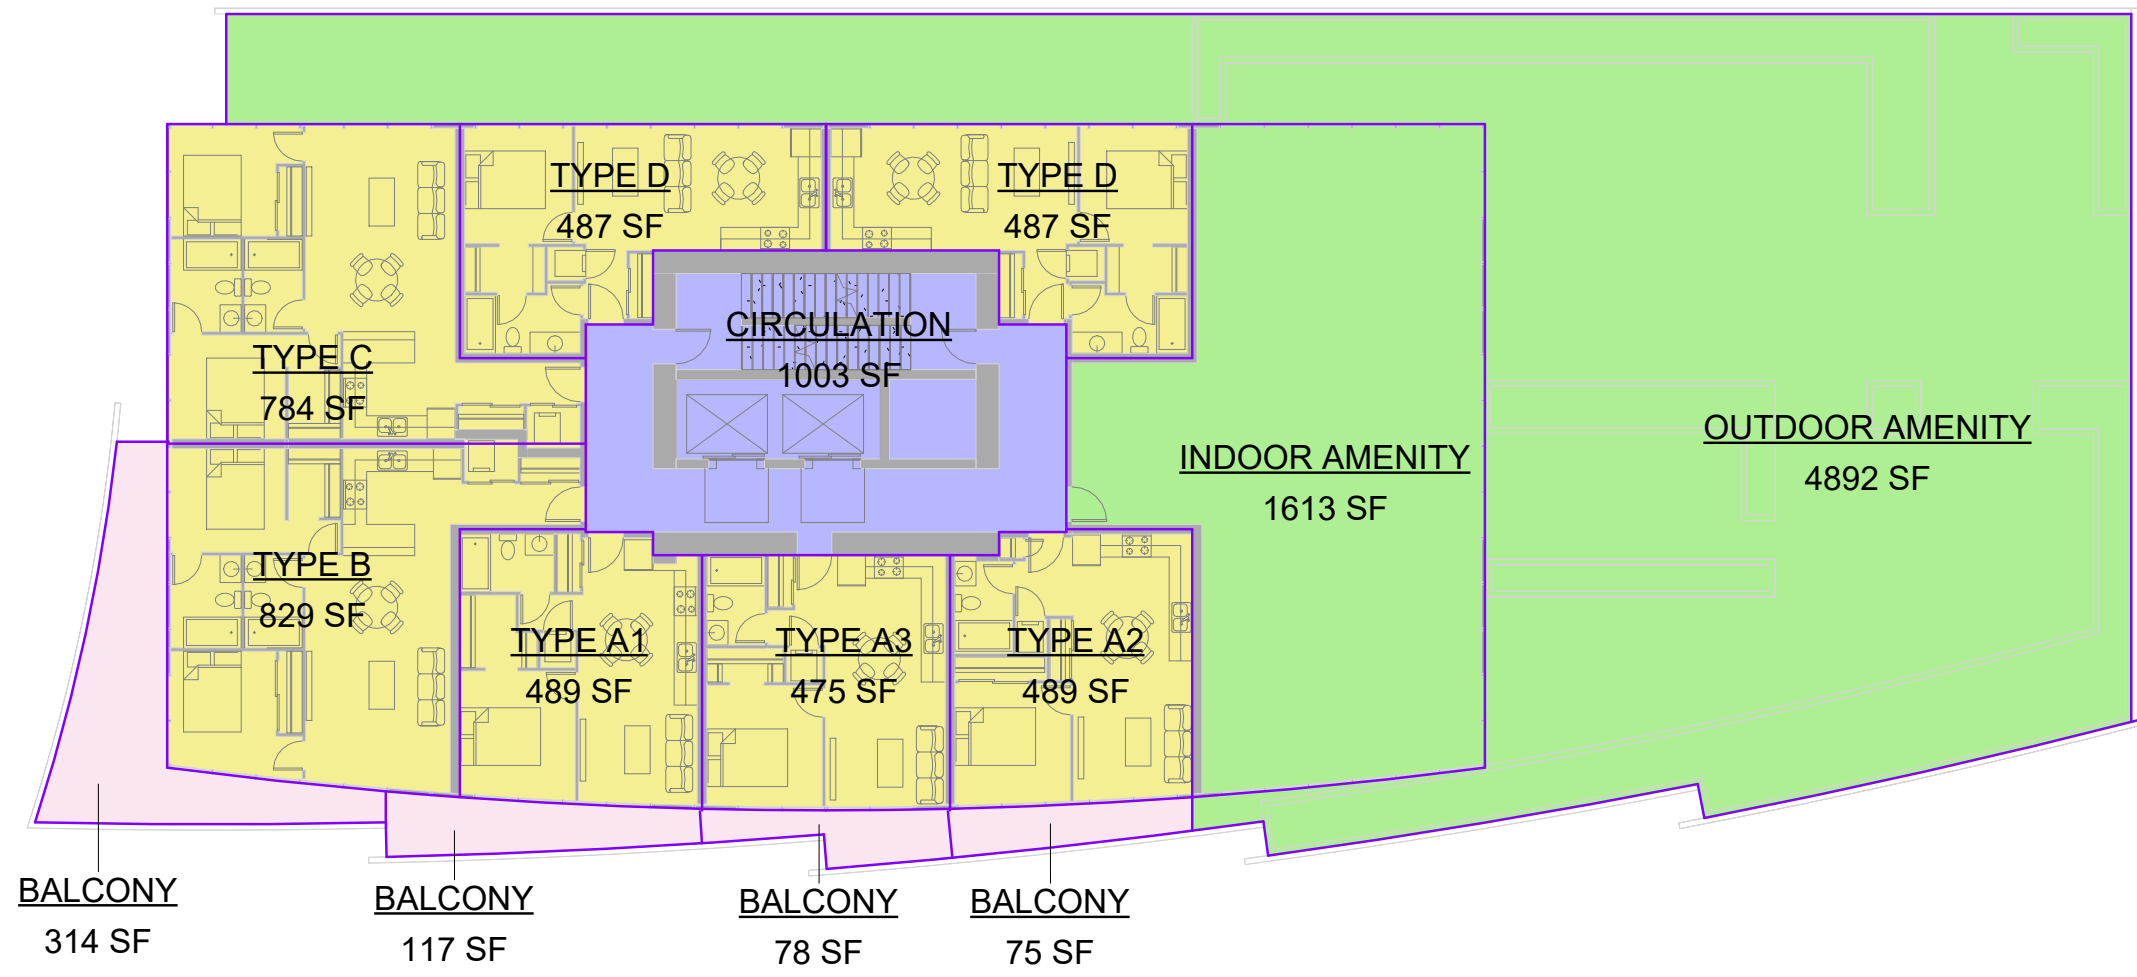 TYPE D
487 SF
TYPE D
487 SF
CIRCULATION
1003 SF
TYPE C
784 SF
INDOOR AMENITY
1613 SF
OUTDOOR AMENITY
4892 SF
TYPE B
829 SF
TYPE A1
489 SF
TYPE A3
475 SF
TYPE A2
489 SF
BALCONY
314 SF
BALCONY
117 SF
BALCONY
78 SF
BALCONY
75 SF